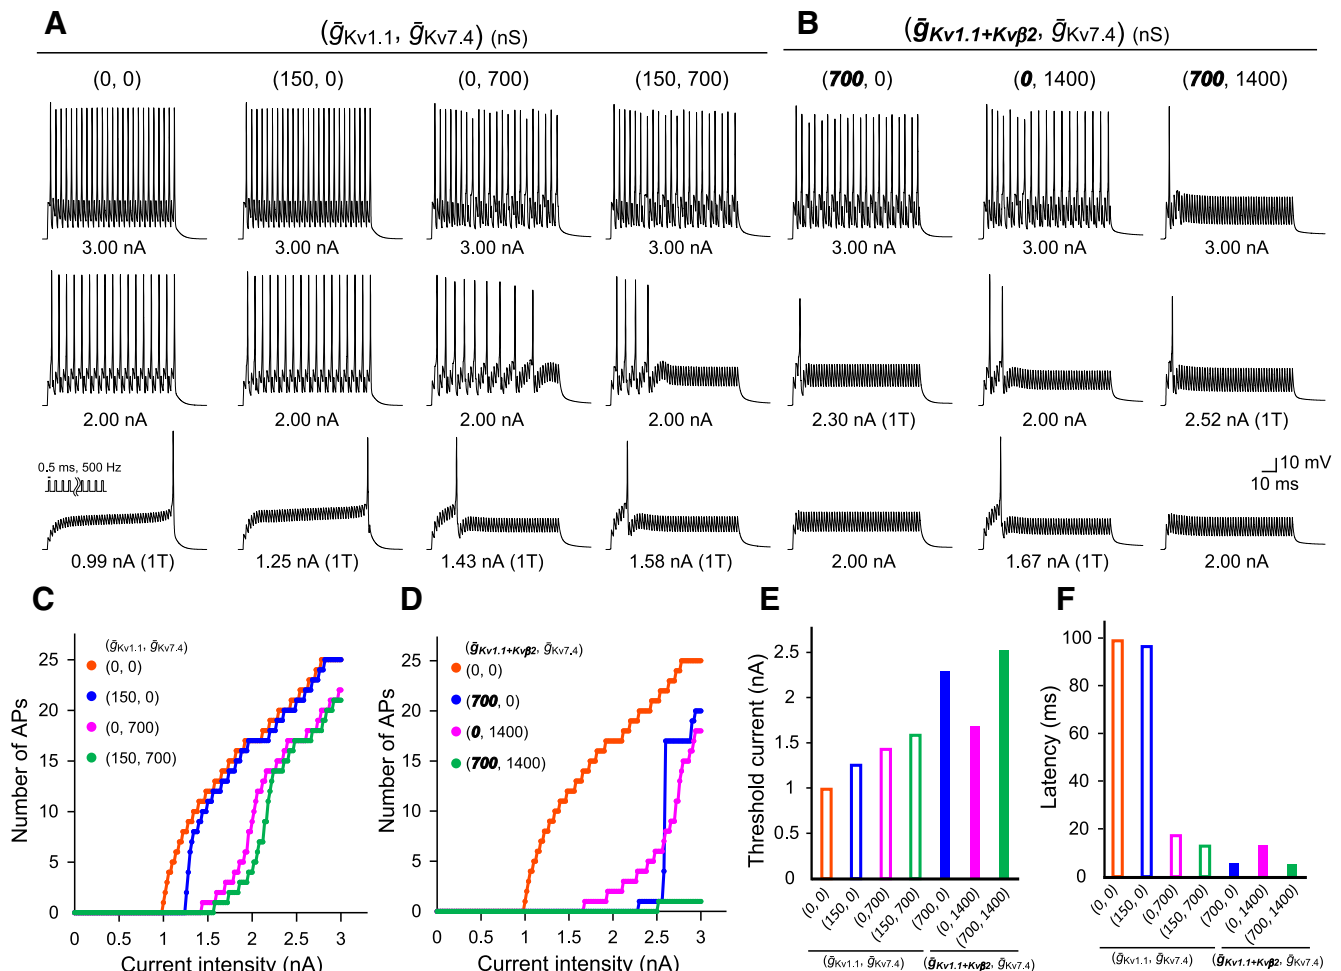 A
(ḡKv1.1, ḡKv7.4) (nS)
B
(ḡKv1.1+Kvβ2, ḡKv7.4) (nS)
(0, 0)
(150, 0)
(0, 700)
(150, 700)
(700, 0)
(0, 1400)
(700, 1400)
3.00 nA
3.00 nA
3.00 nA
3.00 nA
3.00 nA
3.00 nA
3.00 nA
2.00 nA
2.00 nA
2.00 nA
2.00 nA
2.30 nA (1T)
2.00 nA
2.52 nA (1T)
0.5 ms, 500 Hz
10 mV
10 ms
0.99 nA (1T)
1.25 nA (1T)
1.43 nA (1T)
1.58 nA (1T)
2.00 nA
1.67 nA (1T)
2.00 nA
C
(ḡKv1.1, ḡKv7.4)
(0, 0)
(150, 0)
(0, 700)
(150, 700)
Number of APs
25
20
15
10
5
0
0
0.5
1
1.5
2
2.5
3
Current intensity (nA)
D
(ḡKv1.1+Kvβ2, ḡKv7.4)
(0, 0)
(700, 0)
(0, 1400)
(700, 1400)
Number of APs
25
20
15
10
5
0
0
0.5
1
1.5
2
2.5
3
Current intensity (nA)
E
Threshold current (nA)
2.5
2
1.5
1
0.5
0
(0, 0)
(150, 0)
(0,700)
(150, 700)
(700, 0)
(0, 1400)
(700, 1400)
(ḡKv1.1, ḡKv7.4)
(ḡKv1.1+Kvβ2, ḡKv7.4)
F
Latency (ms)
100
80
60
40
20
0
(0, 0)
(150, 0)
(0,700)
(150, 700)
(700, 0)
(0, 1400)
(700, 1400)
(ḡKv1.1, ḡKv7.4)
(ḡKv1.1+Kvβ2, ḡKv7.4)